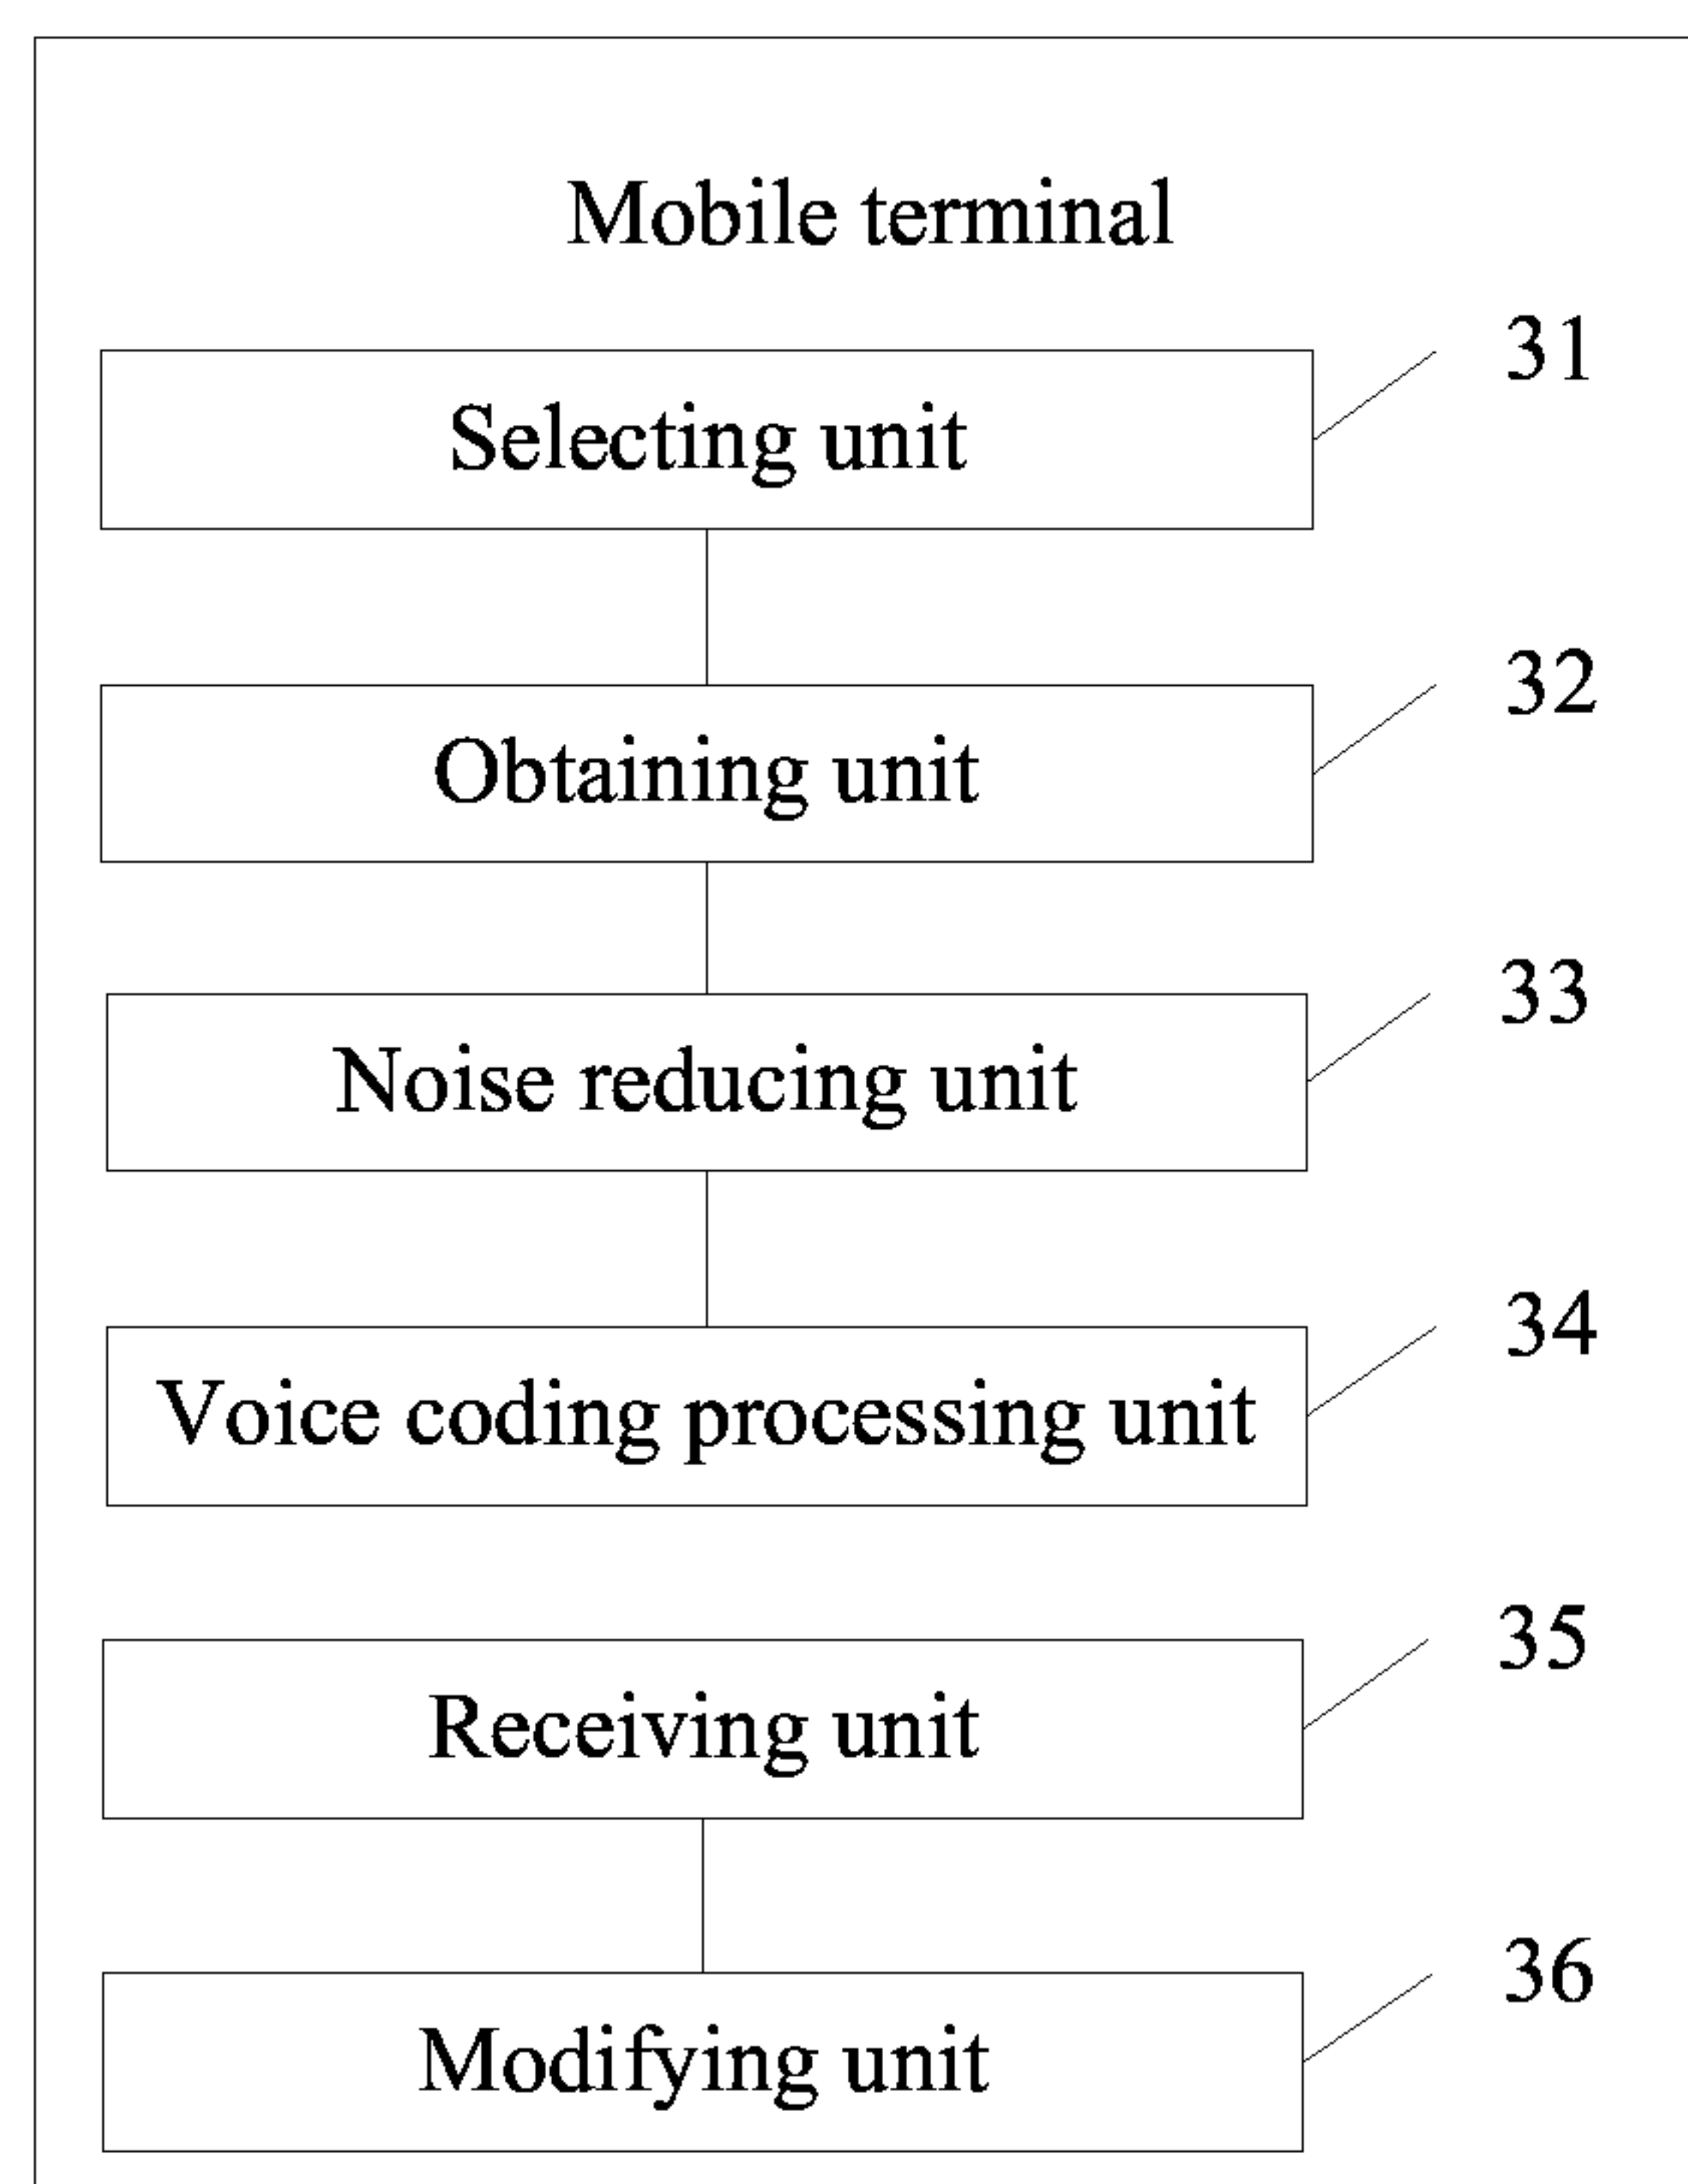 Mobile terminal
31
Selecting unit
32
Obtaining unit
33
Noise reducing unit
34
Voice coding processing unit
35
Receiving unit
36
Modifying unit